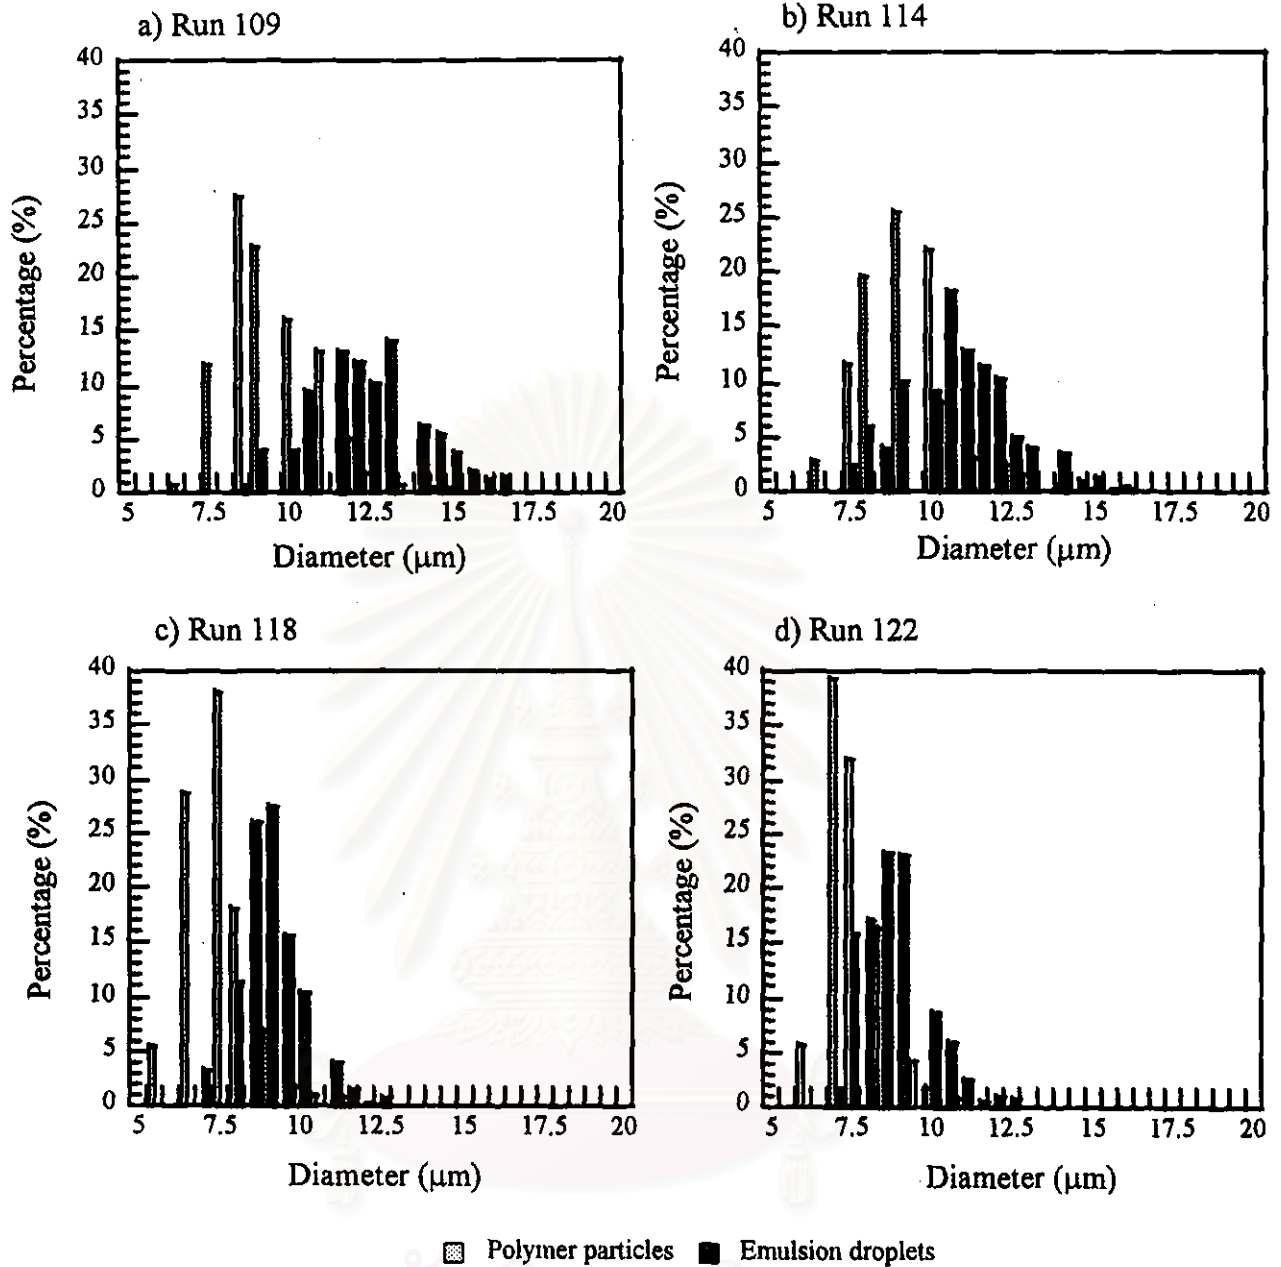 a) Run 109
b) Run 114
40
35
30
25
20
15
10
5
0
Percentage (%)
5 7.5 10 12.5 15 17.5 20
Diameter (μm)
40
35
30
25
20
15
10
5
0
Percentage (%)
5 7.5 10 12.5 15 17.5 20
Diameter (μm)
c) Run 118
d) Run 122
40
35
30
25
20
15
10
5
0
Percentage (%)
5 7.5 10 12.5 15 17.5 20
Diameter (μm)
40
35
30
25
20
15
10
5
0
Percentage (%)
5 7.5 10 12.5 15 17.5 20
Diameter (μm)
Polymer particles Emulsion droplets